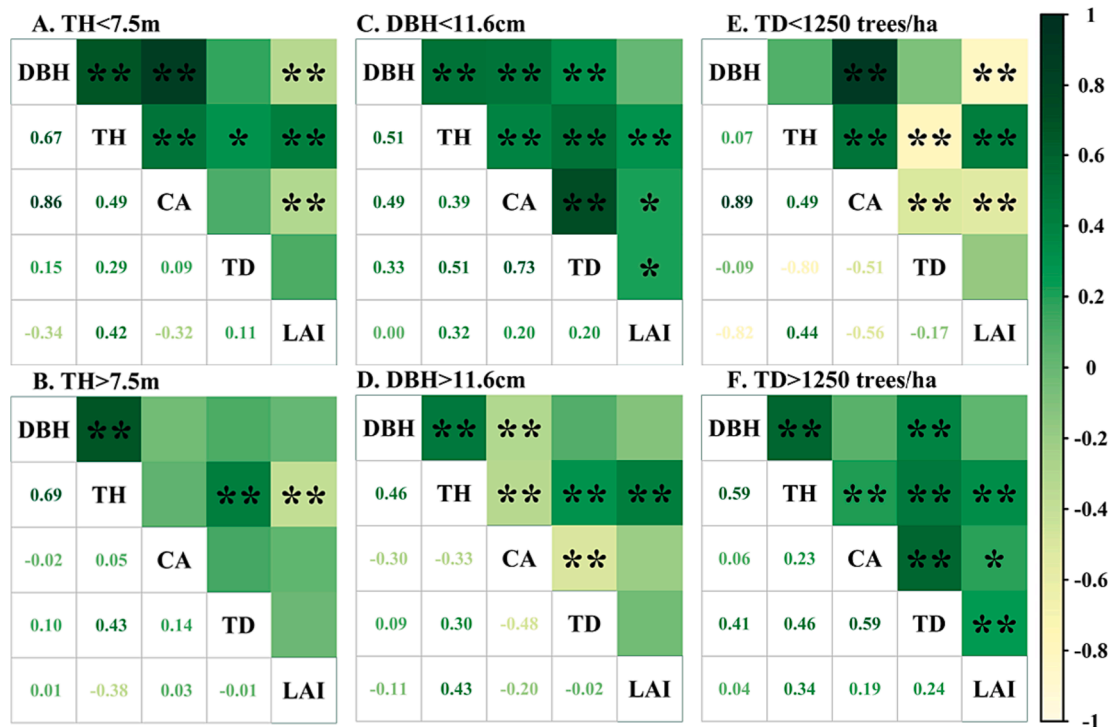 A. TH<7.5m
DBH ** ** **
0.67 TH ** * **
0.86 0.49 CA **
0.15 0.29 0.09 TD
-0.34 0.42 -0.32 0.11 LAI
C. DBH<11.6cm
DBH ** ** **
0.51 TH ** ** **
0.49 0.39 CA ** *
0.33 0.51 0.73 TD *
0.00 0.32 0.20 0.20 LAI
E. TD<1250 trees/ha
DBH ** **
0.07 TH ** ** **
0.89 0.49 CA ** **
-0.09 -0.80 -0.51 TD
-0.82 0.44 -0.56 -0.17 LAI
B. TH>7.5m
DBH **
0.69 TH ** **
-0.02 0.05 CA
0.10 0.43 0.14 TD
0.01 -0.38 0.03 -0.01 LAI
D. DBH>11.6cm
DBH ** **
0.46 TH ** ** **
-0.30 -0.33 CA **
0.09 0.30 -0.48 TD
-0.11 0.43 -0.20 -0.02 LAI
F. TD>1250 trees/ha
DBH ** **
0.59 TH ** ** **
0.06 0.23 CA ** *
0.41 0.46 0.59 TD **
0.04 0.34 0.19 0.24 LAI
1
0.8
0.6
0.4
0.2
0
-0.2
-0.4
-0.6
-0.8
-1